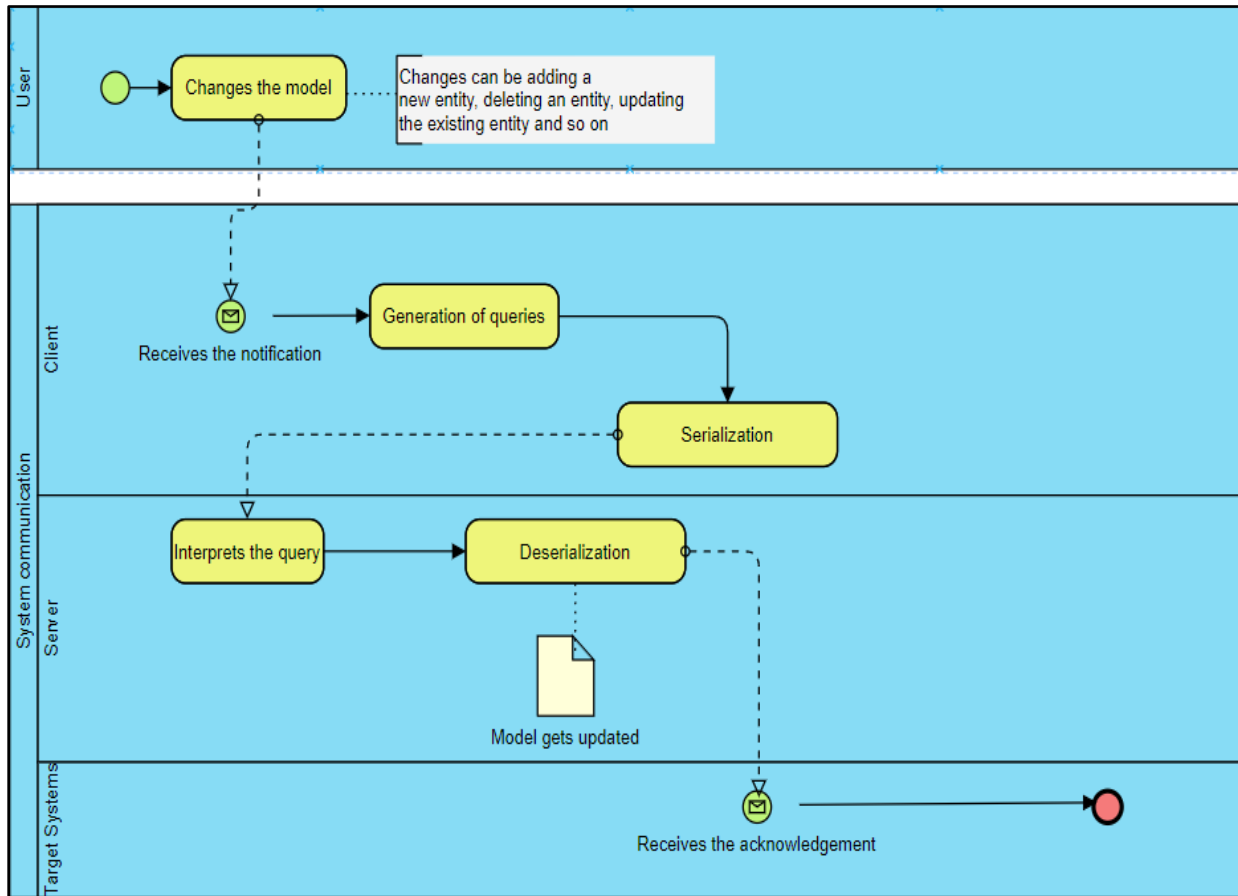 User
Changes the model
Changes can be adding a
new entity, deleting an entity, updating
the existing entity and so on
System communication
Client
Receives the notification
Generation of queries
Serialization
Server
Interprets the query
Deserialization
Model gets updated
Target Systems
Receives the acknowledgement